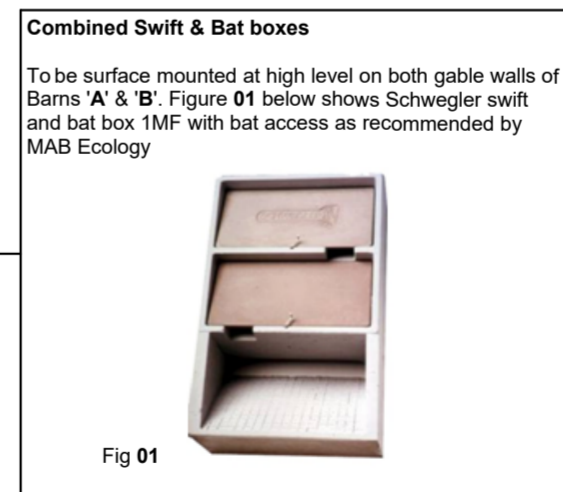 Combined Swift & Bat boxes
To be surface mounted at high level on both gable walls of
Barns 'A' & 'B'. Figure 01 below shows Schwegler swift
and bat box 1MF with bat access as recommended by
MAB Ecology
Fig 01